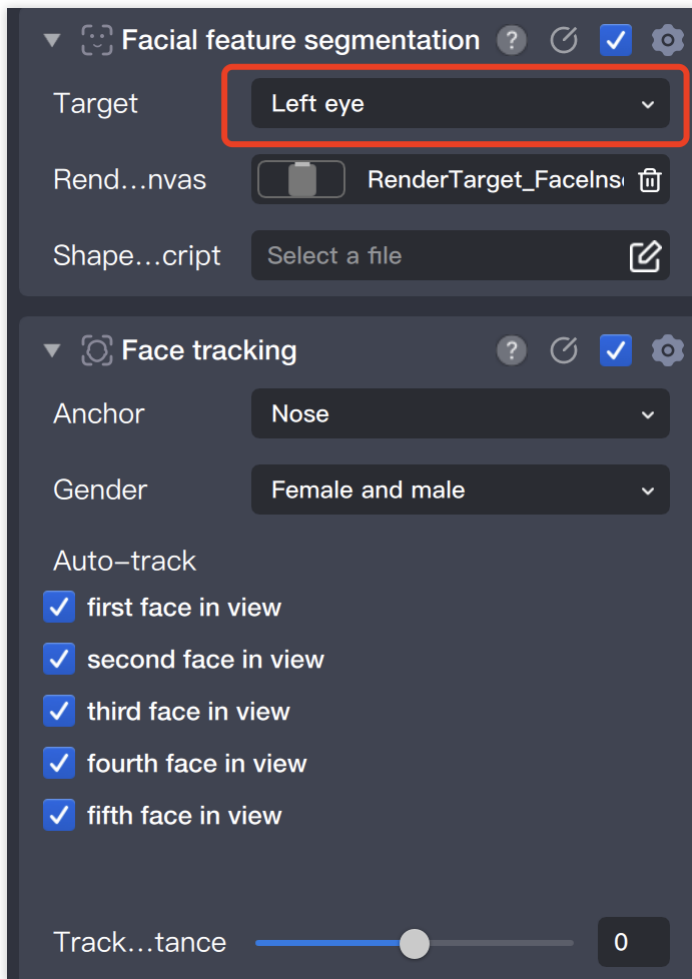 Facial feature segmentation ?
Target Left eye
Rend...nvas RenderTarget_FaceIns
Shape...cript Select a file
Face tracking ?
Anchor Nose
Gender Female and male
Auto-track
first face in view
second face in view
third face in view
fourth face in view
fifth face in view
Track...tance 0